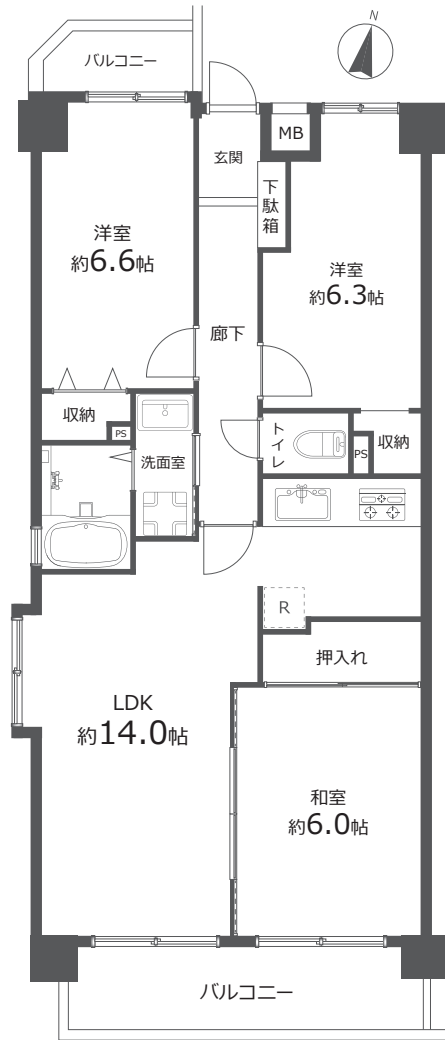 N
バルコニー
玄関
MB
下駄箱
洋室
約6.6帖
洋室
約6.3帖
廊下
収納
PS
洗面室
トイレ
PS
収納
R
押入れ
LDK
約14.0帖
和室
約6.0帖
バルコニー